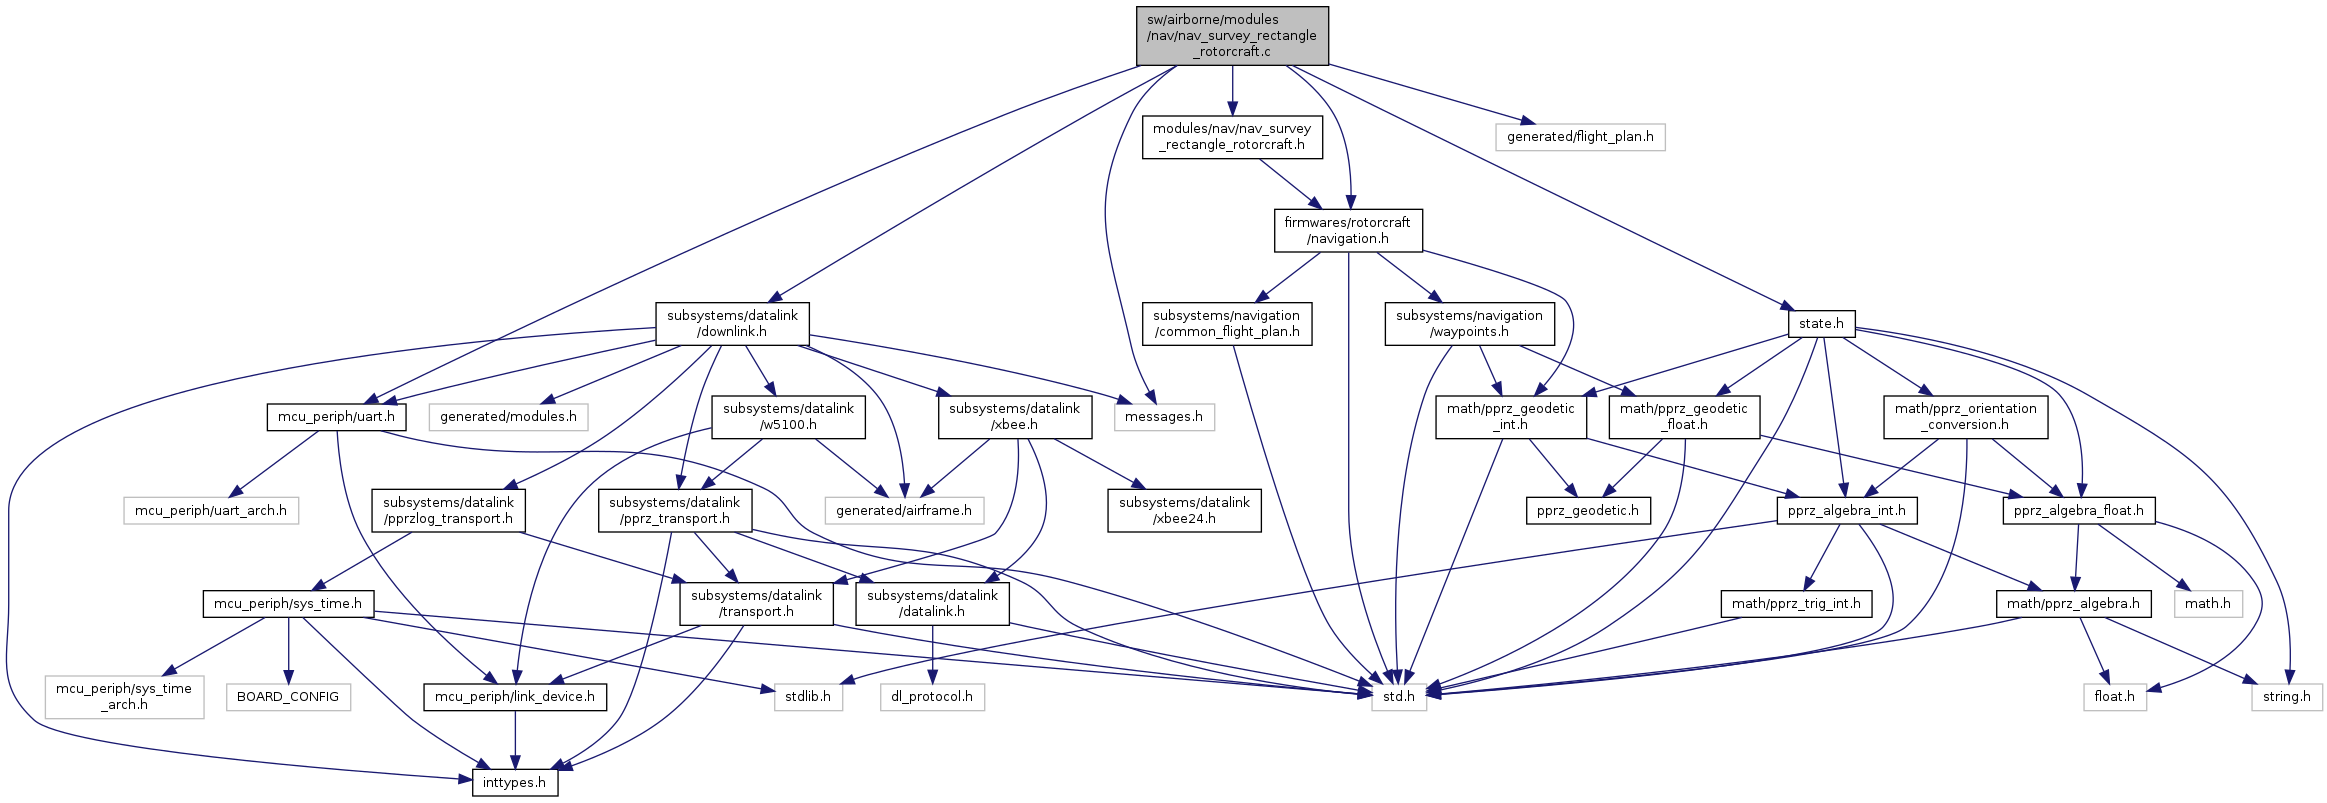 sw/airborne/modules
/nav/nav_survey_rectangle
_rotorcraft.c
modules/nav/nav_survey
_rectangle_rotorcraft.h
generated/flight_plan.h
firmwares/rotorcraft
/navigation.h
subsystems/datalink
/downlink.h
subsystems/navigation
/common_flight_plan.h
subsystems/navigation
/waypoints.h
state.h
mcu_periph/uart.h
generated/modules.h
subsystems/datalink
/w5100.h
subsystems/datalink
/xbee.h
messages.h
math/pprz_geodetic
_int.h
math/pprz_geodetic
_float.h
math/pprz_orientation
_conversion.h
mcu_periph/uart_arch.h
subsystems/datalink
/pprzlog_transport.h
subsystems/datalink
/pprz_transport.h
generated/airframe.h
subsystems/datalink
/xbee24.h
pprz_geodetic.h
pprz_algebra_int.h
pprz_algebra_float.h
mcu_periph/sys_time.h
subsystems/datalink
/transport.h
subsystems/datalink
/datalink.h
math/pprz_trig_int.h
math/pprz_algebra.h
math.h
mcu_periph/sys_time
_arch.h
BOARD_CONFIG
mcu_periph/link_device.h
stdlib.h
dl_protocol.h
std.h
float.h
string.h
inttypes.h